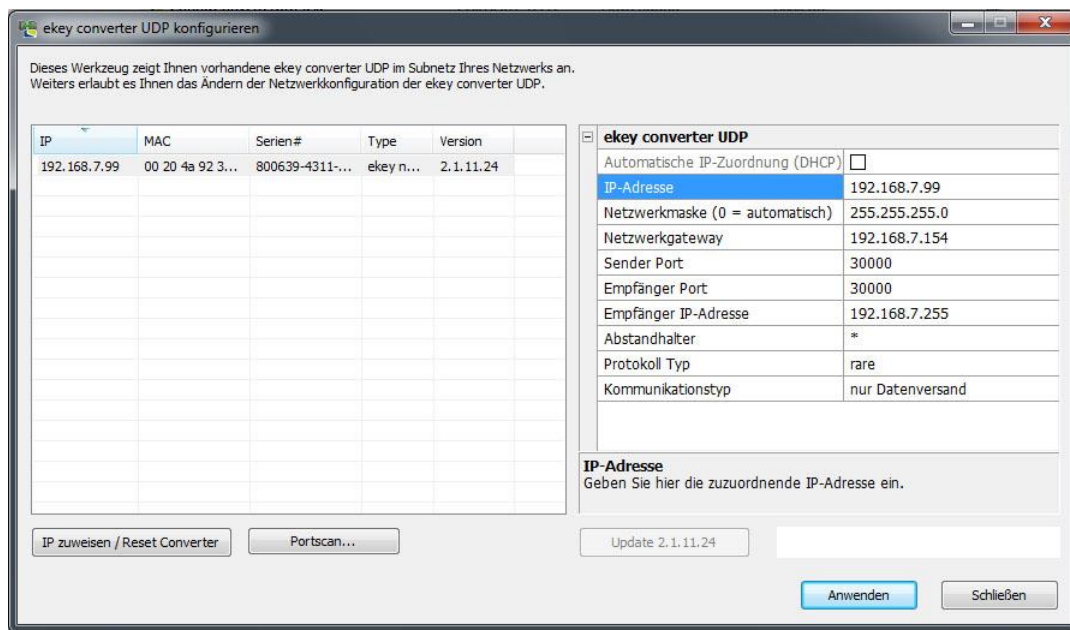 ekey converter UDP konfigurieren
Dieses Werkzeug zeigt Ihnen vorhandene ekey converter UDP im Subnetz Ihres Netzwerks an.
Weiters erlaubt es Ihnen das Ändern der Netzwerkkonfiguration der ekey converter UDP.
IP MAC Serien# Type Version
192.168.7.99 00 20 4a 92 3... 800639-4311-... ekey n... 2.1.11.24
ekey converter UDP
Automatische IP-Zuordnung (DHCP)
IP-Adresse 192.168.7.99
Netzwerkmaske (0 = automatisch) 255.255.255.0
Netzwerkgateway 192.168.7.154
Sender Port 30000
Empfänger Port 30000
Empfänger IP-Adresse 192.168.7.255
Abstandhalter *
Protokoll Typ rare
Kommunikationstyp nur Datenversand
IP-Adresse
Geben Sie hier die zuzuordnende IP-Adresse ein.
IP zuweisen / Reset Converter Portscan... Update 2.1.11.24
Anwenden Schließen